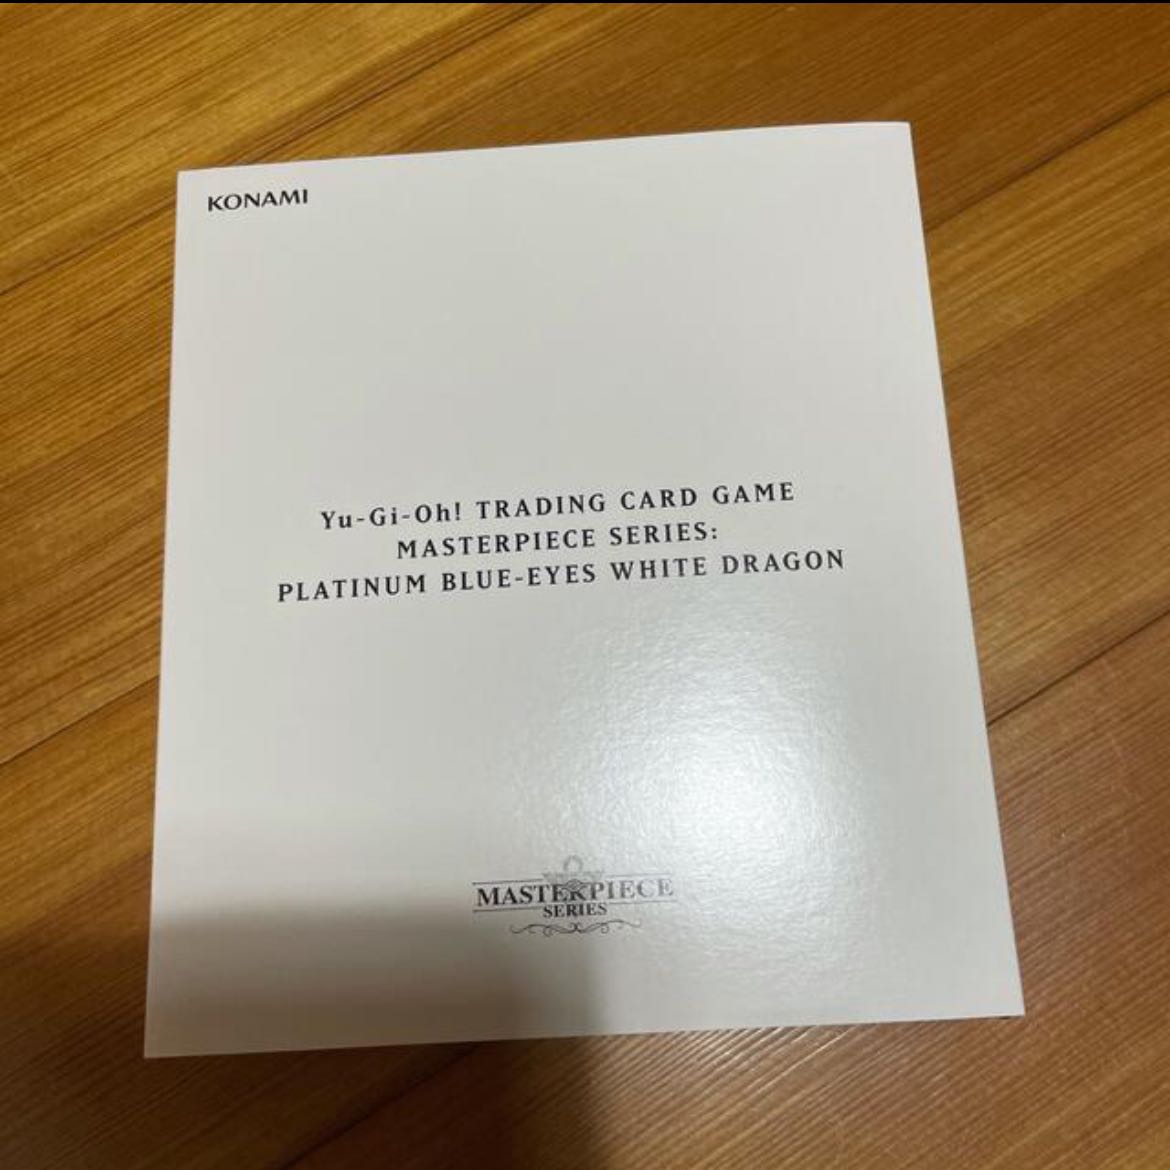 KONAMI
Yu-Gi-Oh! TRADING CARD GAME
MASTERPIECE SERIES:
PLATINUM BLUE-EYES WHITE DRAGON
MASTERPIECE
SERIES